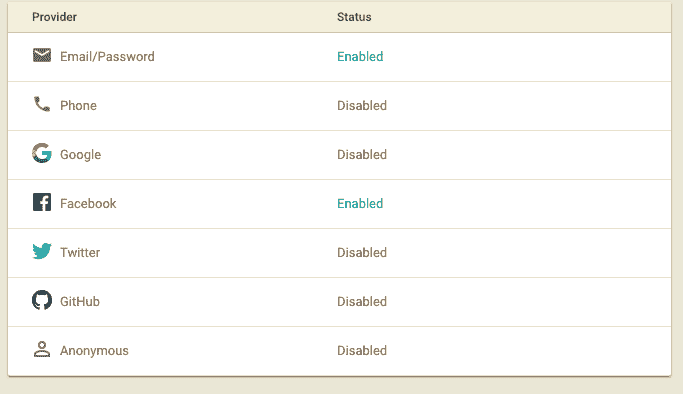 Provider Status
Email/Password Enabled
Phone Disabled
Google Disabled
Facebook Enabled
Twitter Disabled
GitHub Disabled
Anonymous Disabled